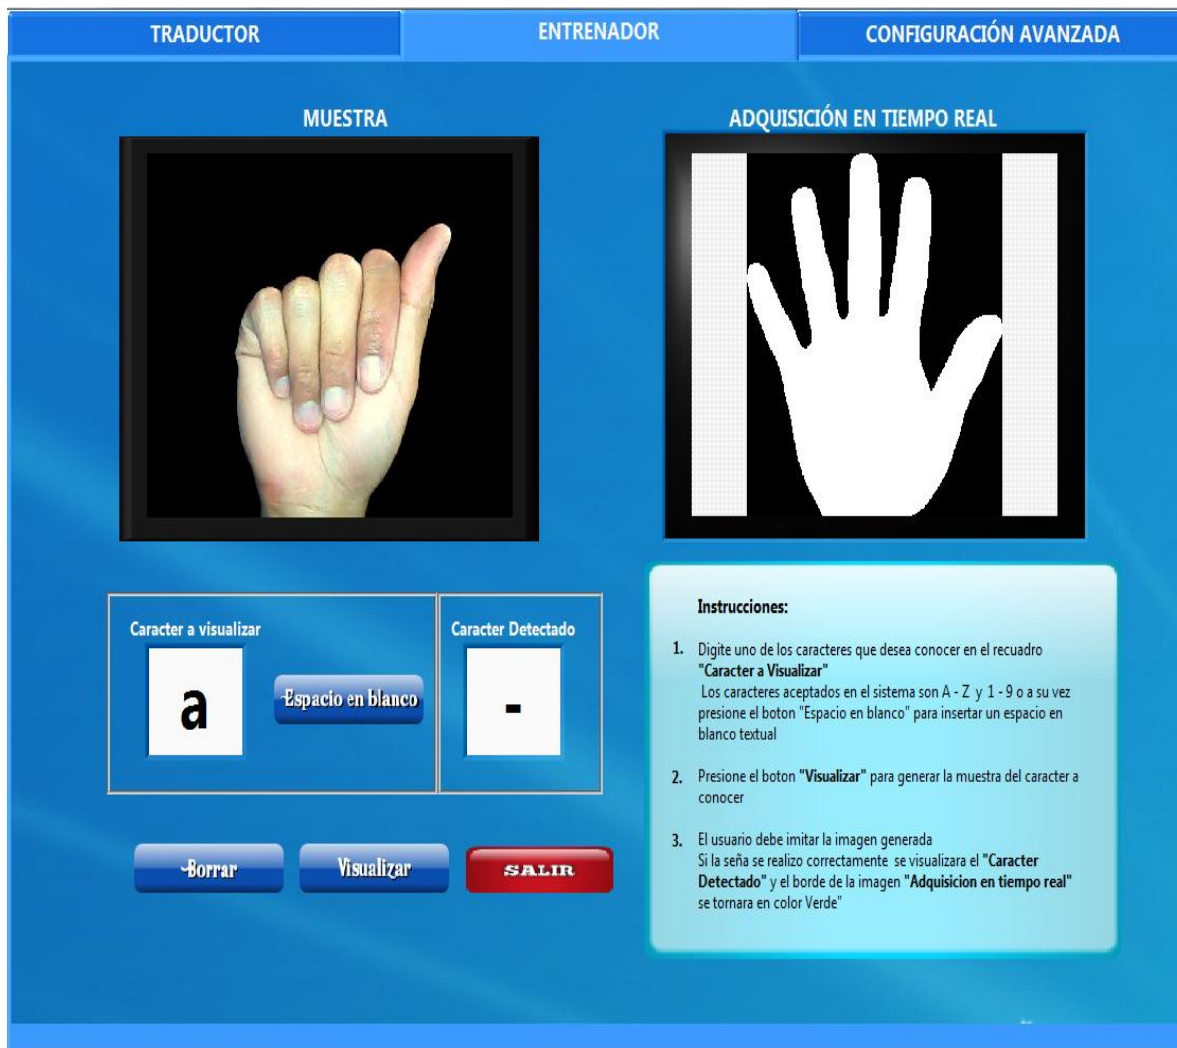 TRADUCTOR
ENTRENADOR
CONFIGURACIÓN AVANZADA
MUESTRA
ADQUISICIÓN EN TIEMPO REAL
Caracter a visualizar
a
Espacio en blanco
Caracter Detectado
-
Borrar
Visualizar
SALIR
Instrucciones:
1. Digite uno de los caracteres que desea conocer en el recuadro
"Caracter a Visualizar"
Los caracteres aceptados en el sistema son A - Z y 1 - 9 o a su vez
presione el boton "Espacio en blanco" para insertar un espacio en
blanco textual
2. Presione el boton "Visualizar" para generar la muestra del caracter a
conocer
3. El usuario debe imitar la imagen generada
Si la seña se realizo correctamente se visualizara el "Caracter
Detectado" y el borde de la imagen "Adquisicion en tiempo real"
se tornara en color Verde"